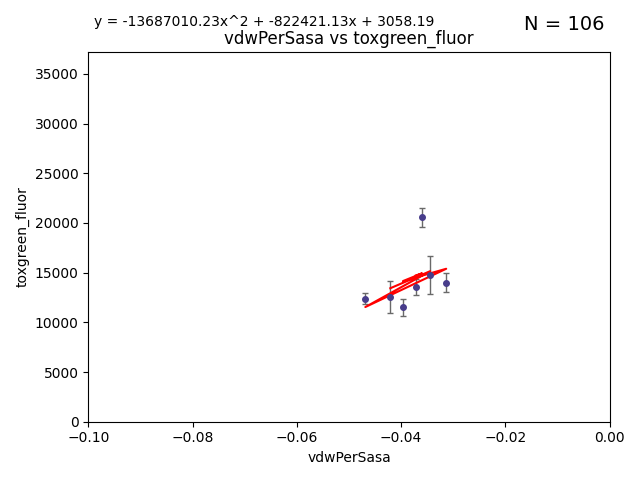 y = -13687010.23x^2 + -822421.13x + 3058.19
N = 106
vdwPerSasa vs toxgreen_fluor
35000
30000
25000
20000
15000
10000
5000
0
toxgreen_fluor
−0.10 −0.08 −0.06 −0.04 −0.02 0.00
vdwPerSasa